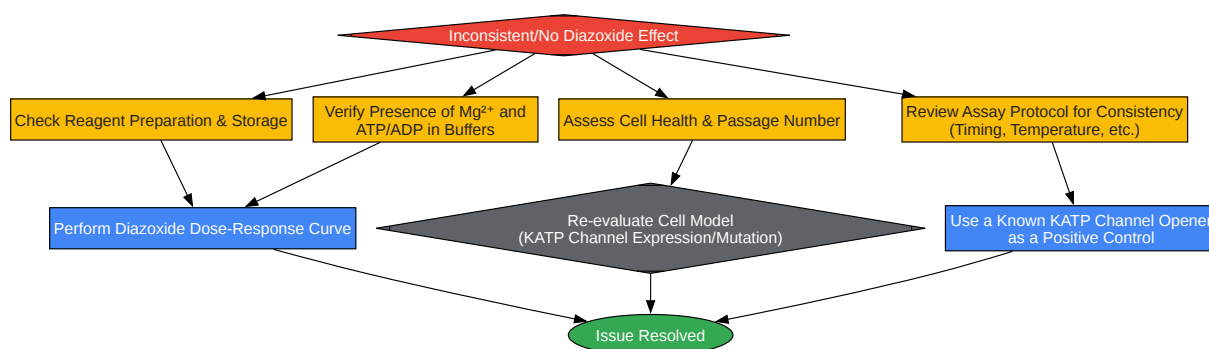 Inconsistent/No Diazoxide Effect
Check Reagent Preparation & Storage
Verify Presence of Mg²⁺ and
ATP/ADP in Buffers
Assess Cell Health & Passage Number
Review Assay Protocol for Consistency
(Timing, Temperature, etc.)
Perform Diazoxide Dose-Response Curve
Re-evaluate Cell Model
(KATP Channel Expression/Mutation)
Use a Known KATP Channel Opener
as a Positive Control
Issue Resolved